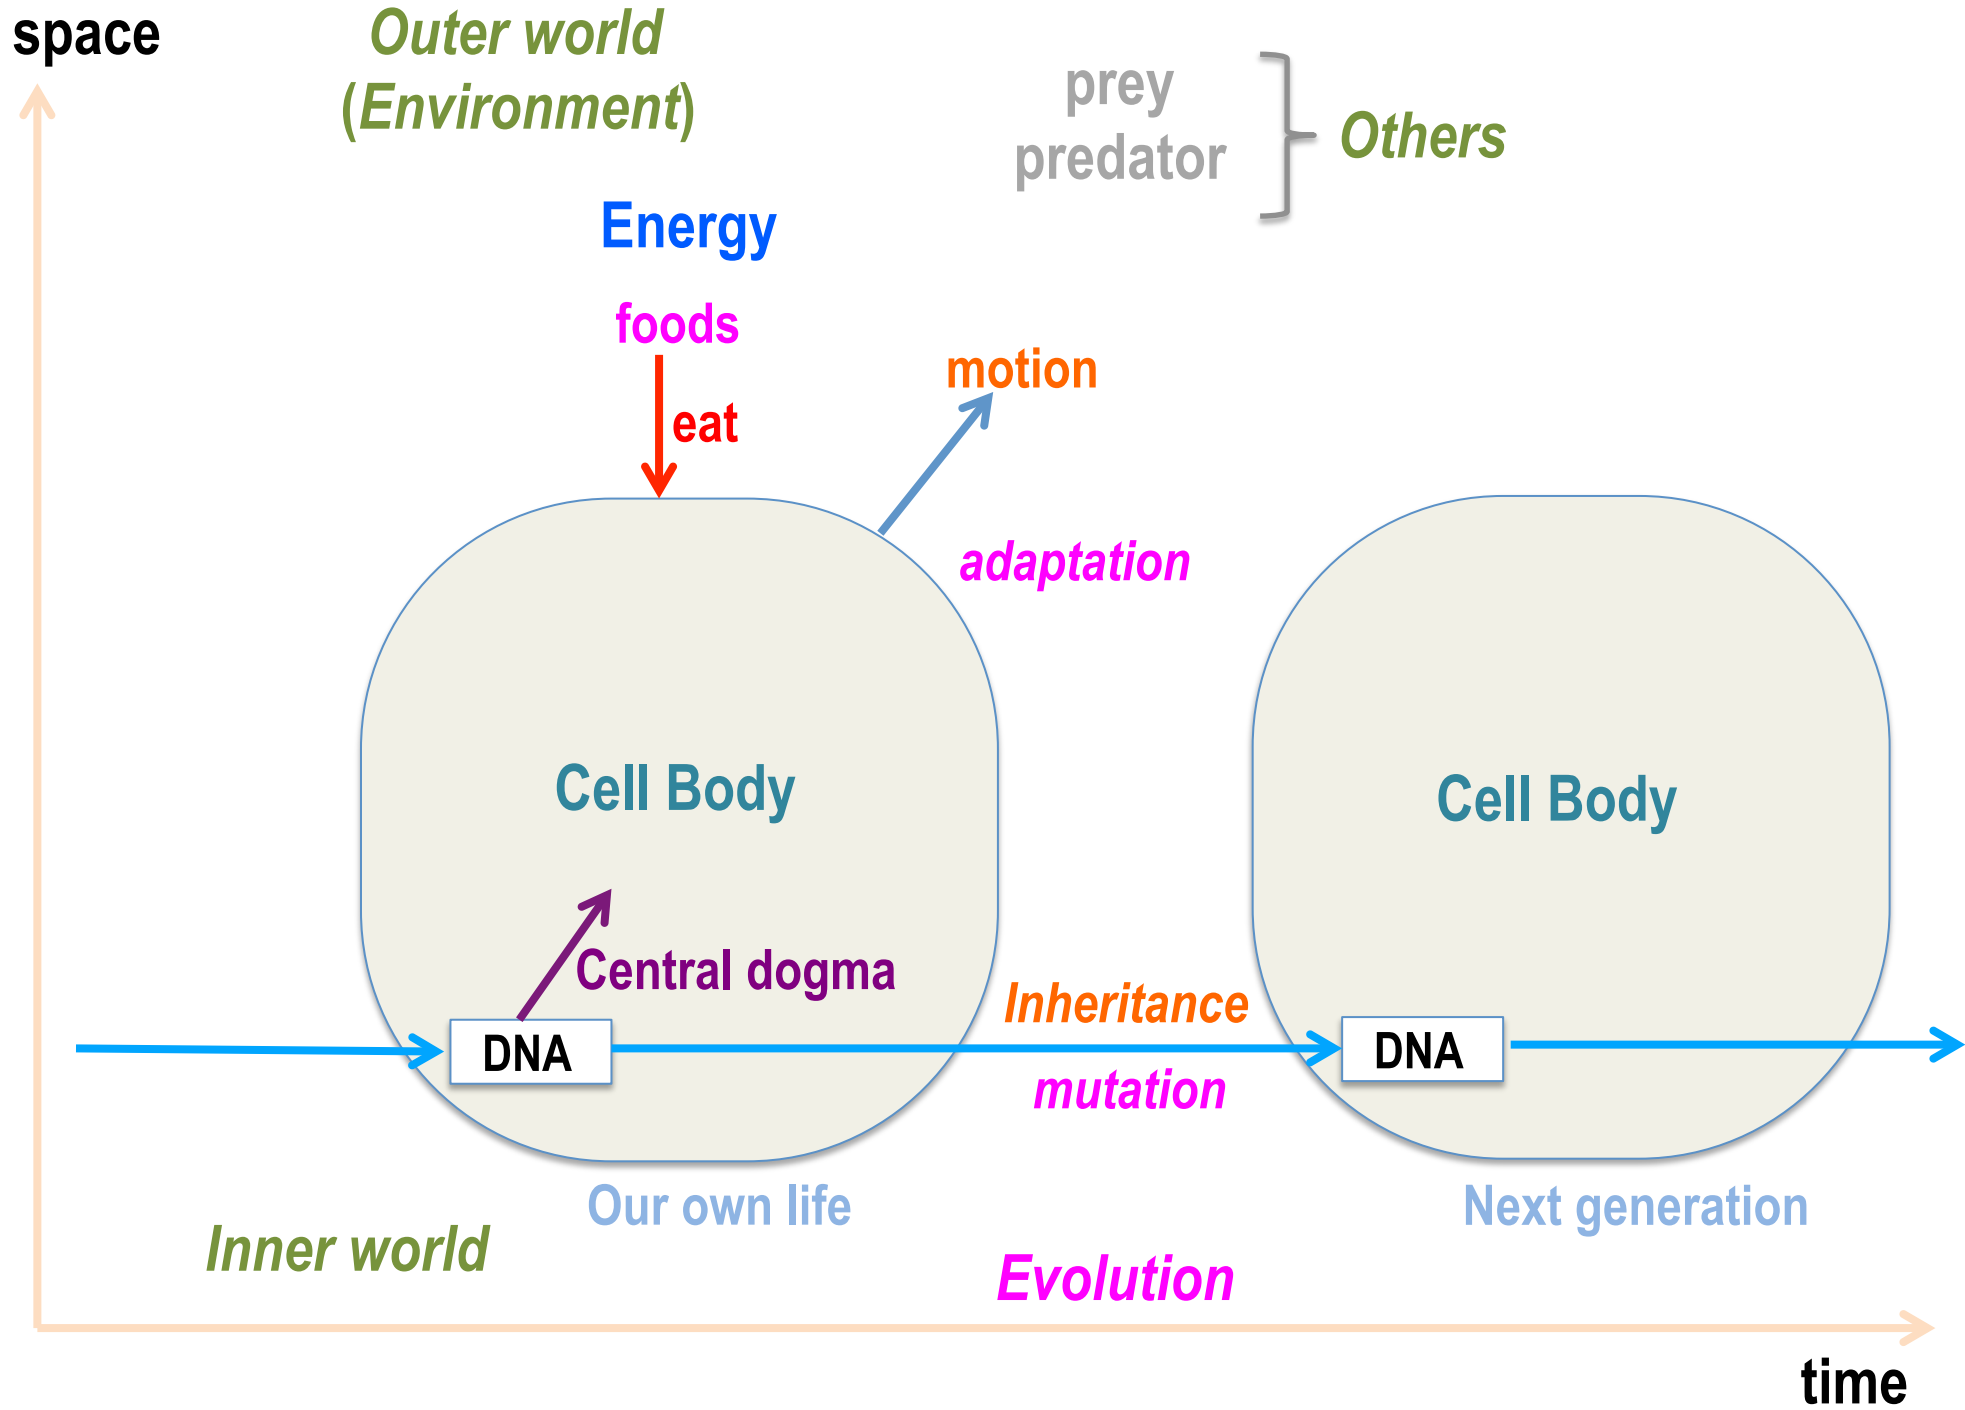 space
Outer world
(Environment)
prey
predator
Others
Energy
foods
eat
motion
adaptation
Cell Body
Cell Body
Central dogma
DNA
Inheritance
mutation
DNA
Our own life
Next generation
Inner world
Evolution
time